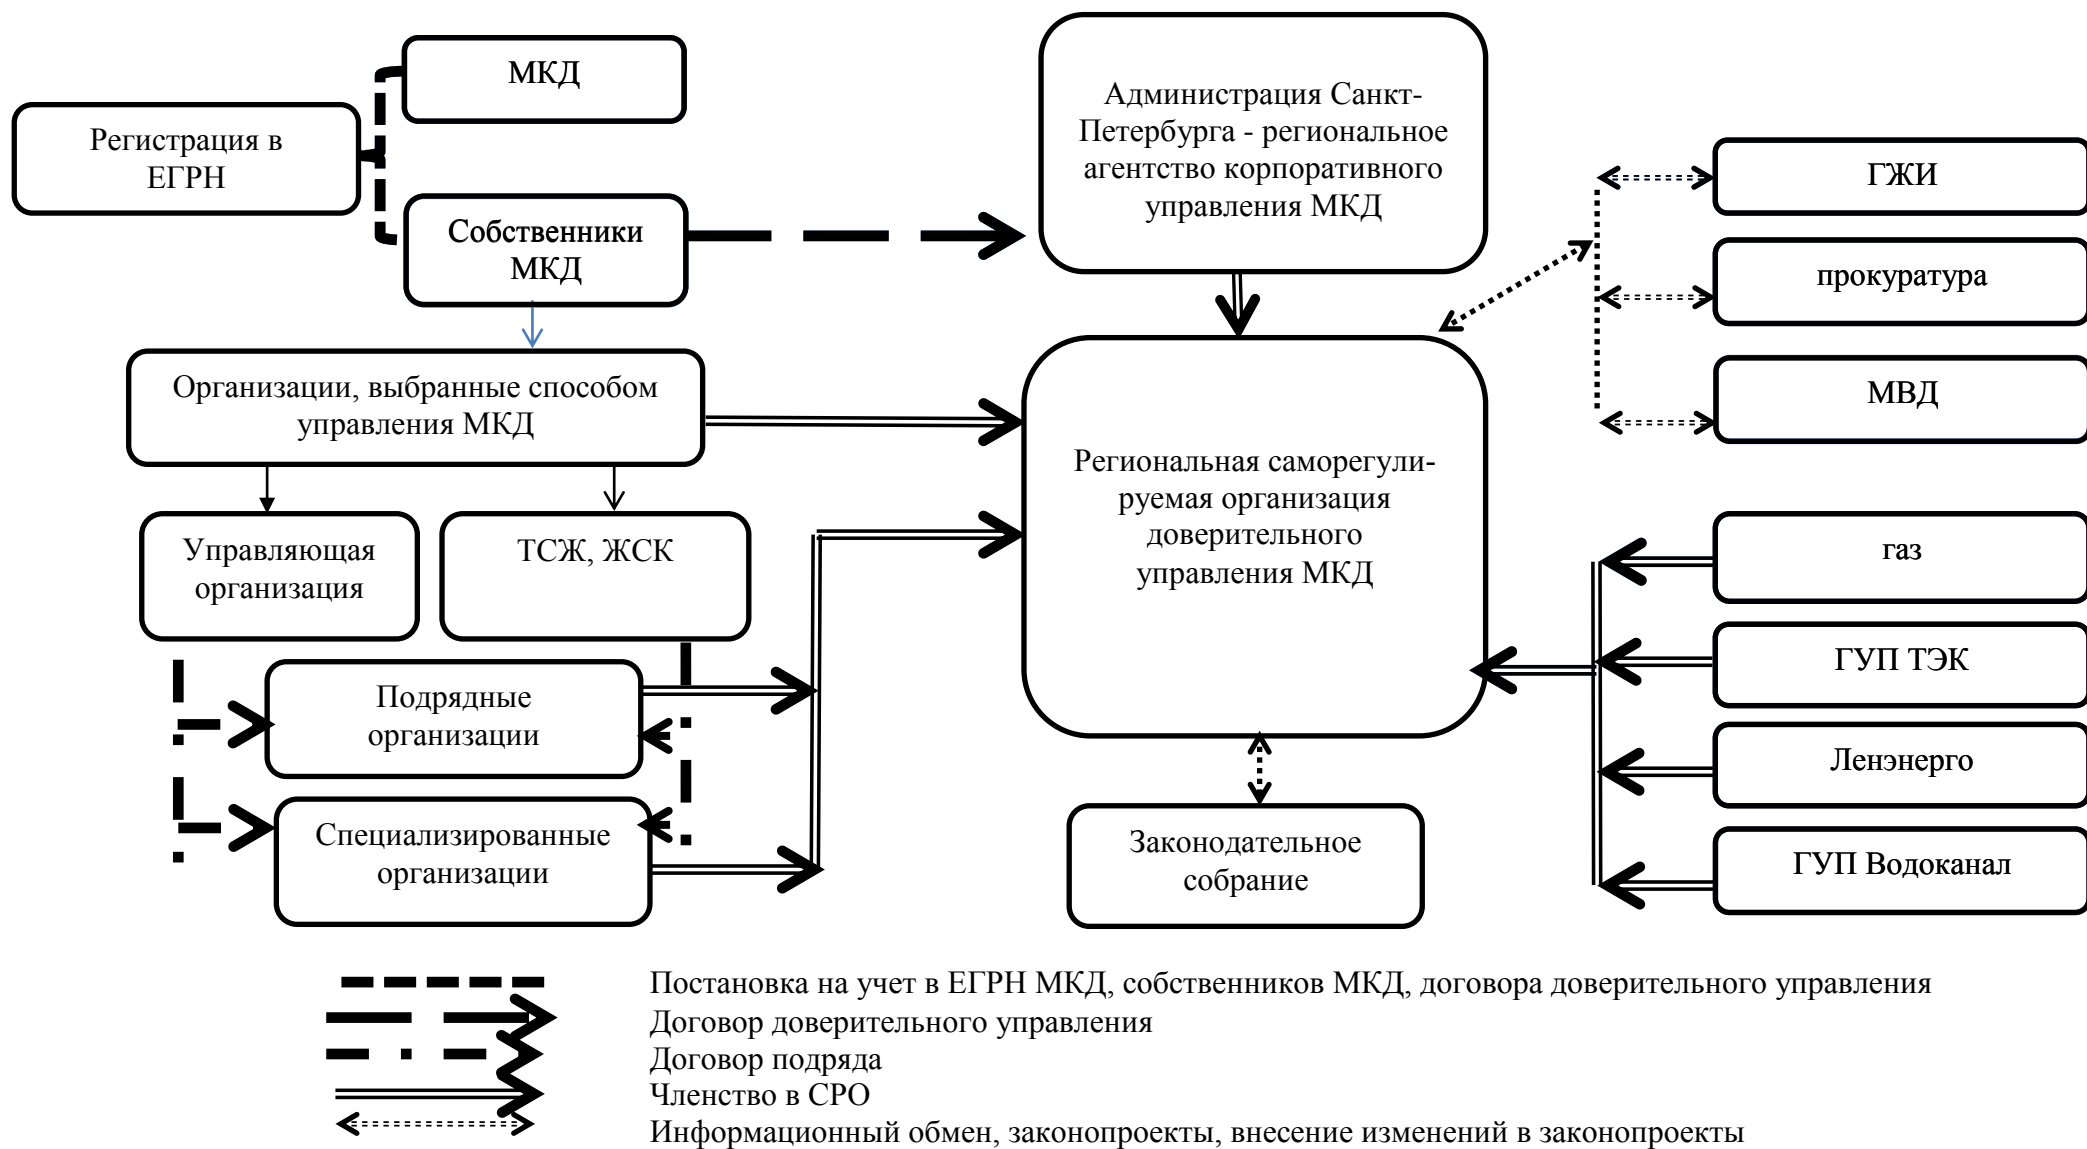 МКД
Регистрация в
ЕГРН
Собственники
МКД
Администрация Санкт-
Петербурга - региональное
агентство корпоративного
управления МКД
ГЖИ
прокуратура
МВД
Организации, выбранные способом
управления МКД
Управляющая
организация
ТСЖ, ЖСК
Региональная саморегули-
руемая организация
доверительного
управления МКД
газ
ГУП ТЭК
Ленэнерго
ГУП Водоканал
Подрядные
организации
Специализированные
организации
Законодательное
собрание
Постановка на учет в ЕГРН МКД, собственников МКД, договора доверительного управления
Договор доверительного управления
Договор подряда
Членство в СРО
Информационный обмен, законопроекты, внесение изменений в законопроекты